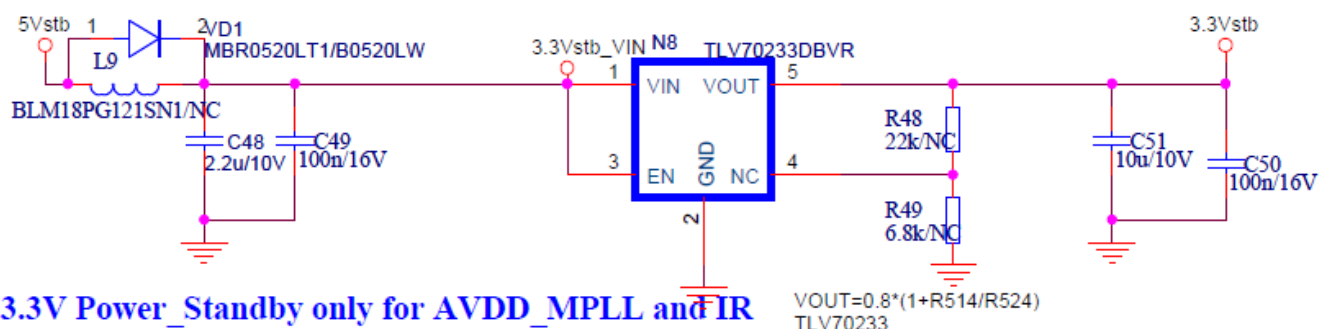 5Vstb
1
2
VD1
MBR0520LT1/B0520LW
L9
BLM18PG121SN1/NC
C48
2.2u/10V
C49
100n/16V
3.3Vstb_VIN
N8
TLV70233DBVR
1
VIN
VOUT
5
3
EN
GND
NC
4
2
R48
22k/NC
R49
6.8k/NC
3.3Vstb
C51
10u/10V
C50
100n/16V
3.3V Power_Standby only for AVDD_MPLL and IR
VOUT=0.8*(1+R514/R524)
TLV70233